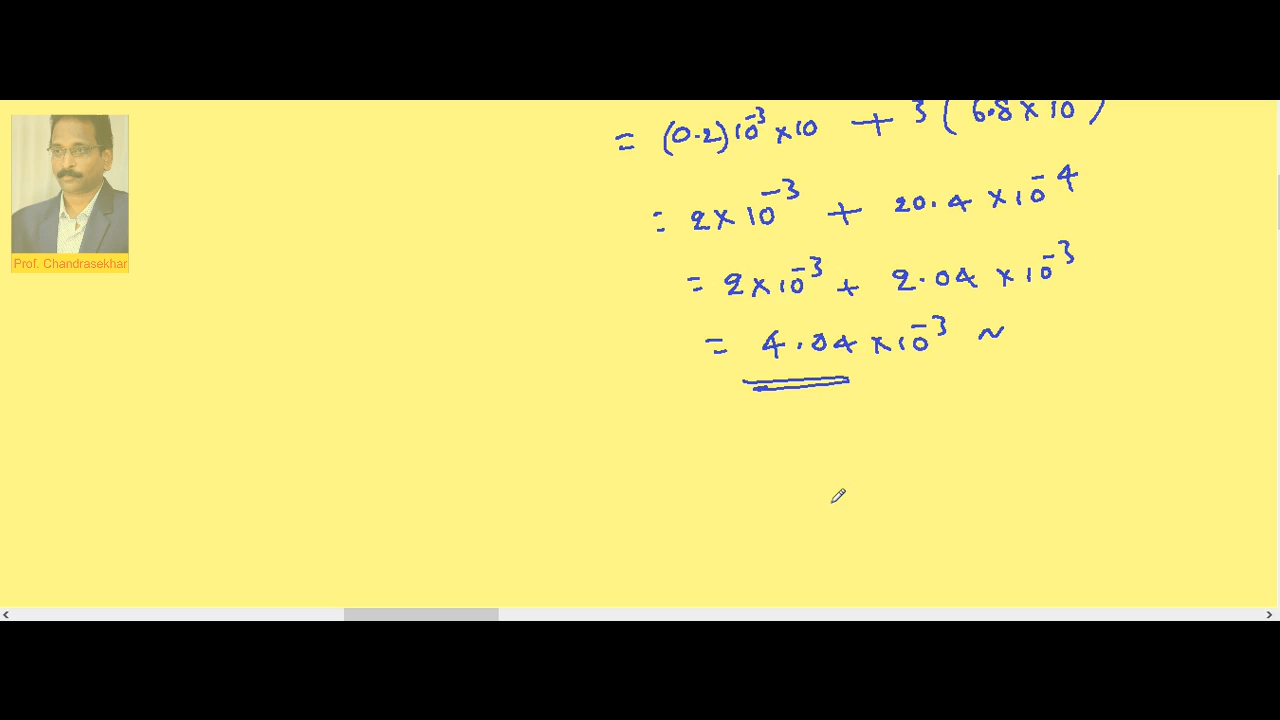 = (0.2)10⁻³ × 10 + 3(6.8 × 10)
= 2 × 10⁻³ + 20.4 × 10⁻⁴
= 2 × 10⁻³ + 2.04 × 10⁻³
= 4.04 × 10⁻³ ~
Prof. Chandrasekhar